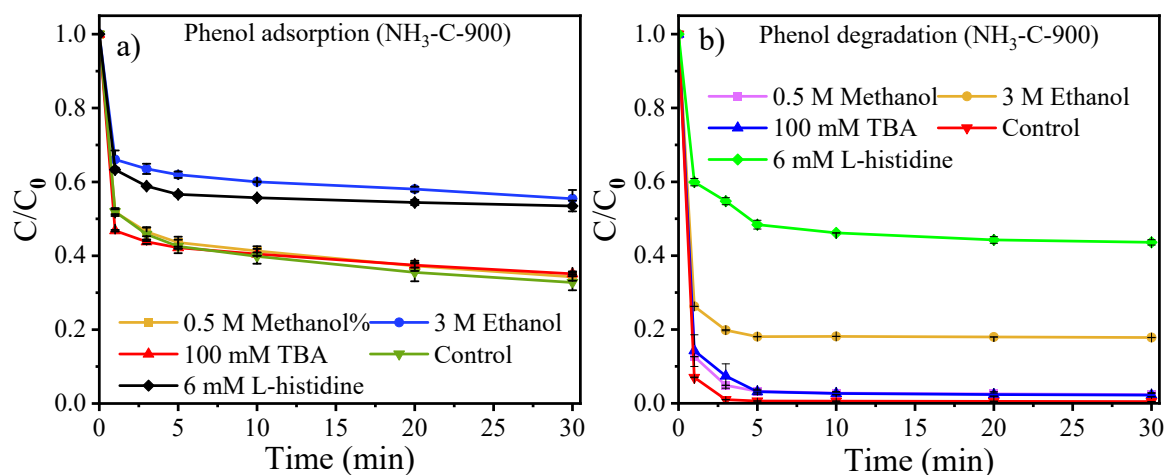 a)
Phenol adsorption (NH₃-C-900)
C/C₀
1.0
0.8
0.6
0.4
0.2
0.0
0.5 M Methanol%
3 M Ethanol
100 mM TBA
Control
6 mM L-histidine
0
5
10
15
20
25
30
Time (min)
b)
Phenol degradation (NH₃-C-900)
C/C₀
1.0
0.8
0.6
0.4
0.2
0.0
0.5 M Methanol
3 M Ethanol
100 mM TBA
Control
6 mM L-histidine
0
5
10
15
20
25
30
Time (min)